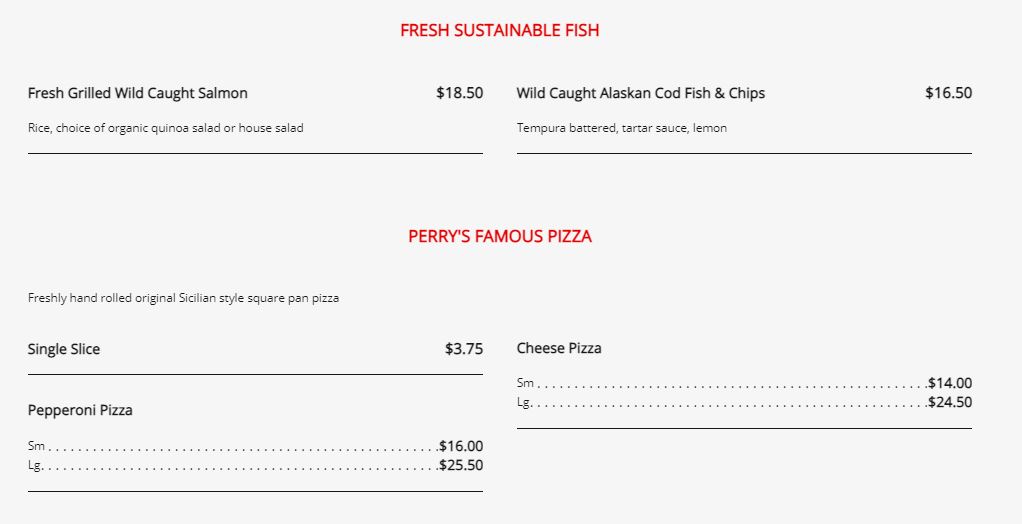 FRESH SUSTAINABLE FISH
Fresh Grilled Wild Caught Salmon $18.50
Rice, choice of organic quinoa salad or house salad
Wild Caught Alaskan Cod Fish & Chips $16.50
Tempura battered, tartar sauce, lemon
PERRY'S FAMOUS PIZZA
Freshly hand rolled original Sicilian style square pan pizza
Single Slice $3.75
Pepperoni Pizza
Sm . . . . . . . . . . . . . . . . . . . . . . . . . . . . . . . . . . . . . . . . . . . . . . . . . . . . . $16.00
Lg. . . . . . . . . . . . . . . . . . . . . . . . . . . . . . . . . . . . . . . . . . . . . . . . . . . . . . $25.50
Cheese Pizza
Sm . . . . . . . . . . . . . . . . . . . . . . . . . . . . . . . . . . . . . . . . . . . . . . . . . . . . . $14.00
Lg. . . . . . . . . . . . . . . . . . . . . . . . . . . . . . . . . . . . . . . . . . . . . . . . . . . . . . $24.50